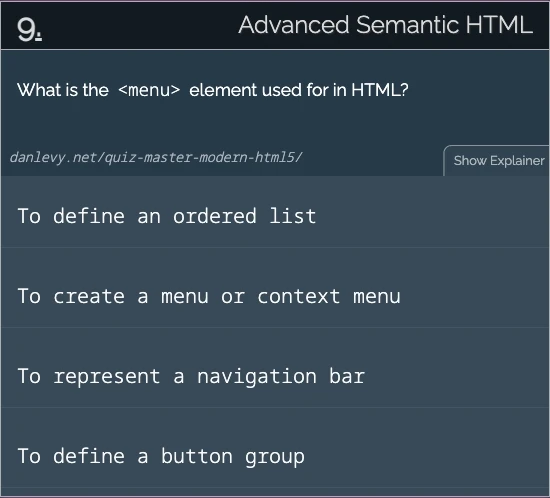 9.
Advanced Semantic HTML
What is the <menu> element used for in HTML?
danlevy.net/quiz-master-modern-html5/
Show Explainer
To define an ordered list
To create a menu or context menu
To represent a navigation bar
To define a button group